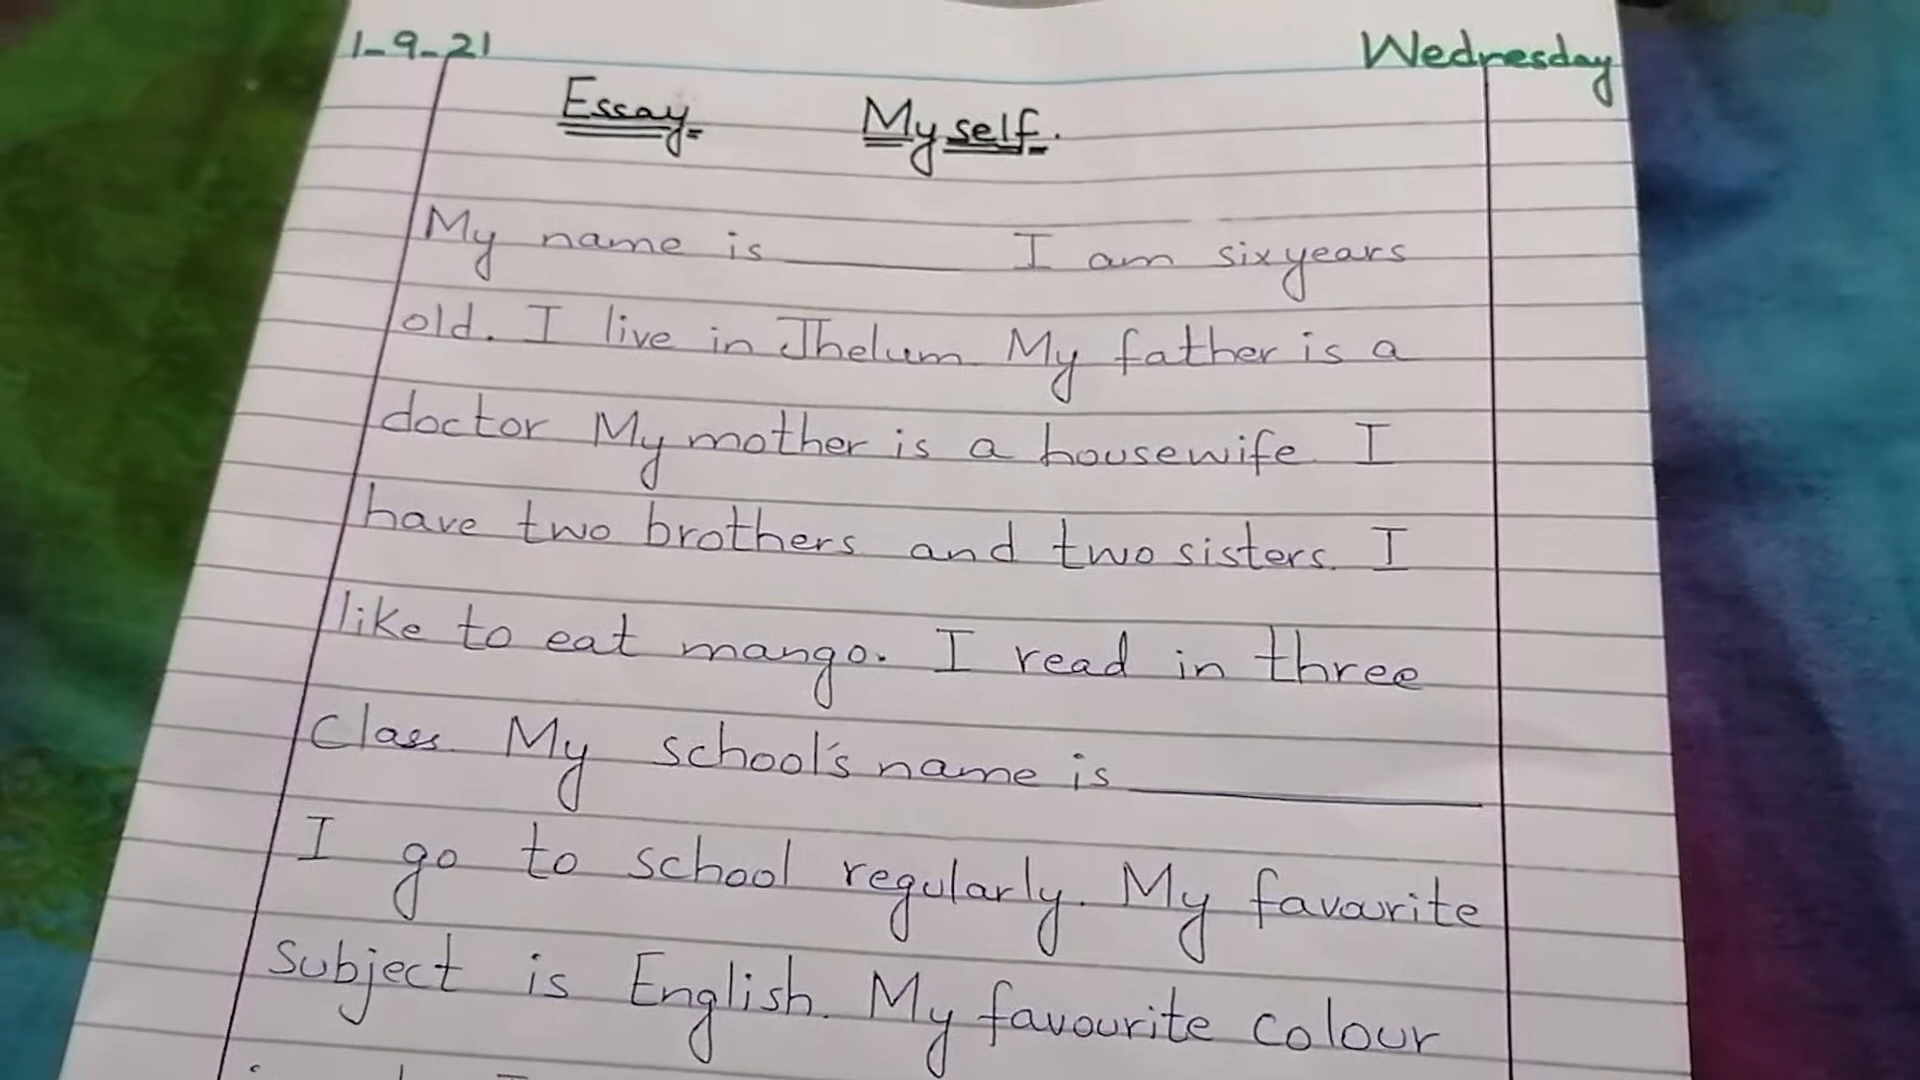 1-9-21 Wednesday
Essay Myself.
My name is ______ I am six years
old. I live in Jhelum. My father is a
doctor My mother is a housewife. I
have two brothers and two sisters. I
like to eat mango. I read in three
Class. My school's name is __________
I go to school regularly. My favourite
Subject is English. My favourite colour